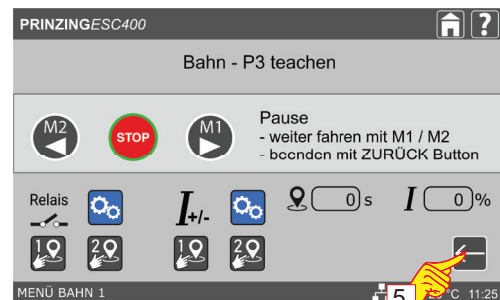 PRINZINGESC400
?
Bahn - P3 teachen
M2
STOP
M1
Pause
- weiter fahren mit M1 / M2
- beenden mit ZURÜCK Button
Relais
I+/-
0 s
I 0 %
1
2
1
2
MENÜ BAHN 1
5
°C 11:25